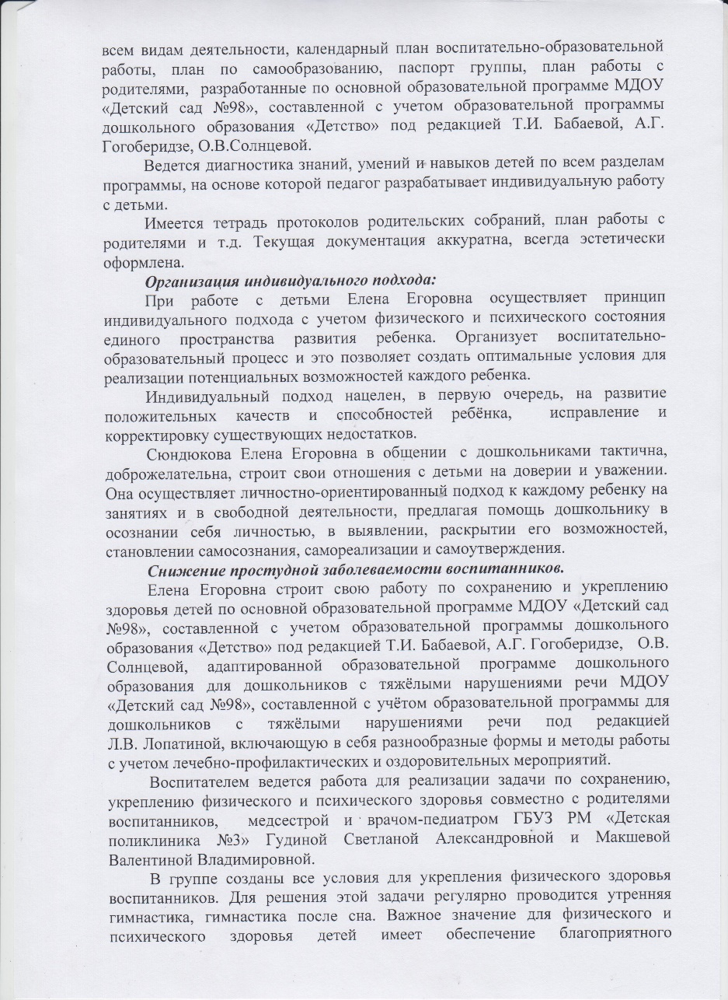 всем видам деятельности, календарный план воспитательно-образовательной
работы, план по самообразованию, паспорт группы, план работы с
родителями, разработанные по основной образовательной программе МДОУ
«Детский сад №98», составленной с учетом образовательной программы
дошкольного образования «Детство» под редакцией Т.И. Бабаевой, А.Г.
Гогоберидзе, О.В.Солнцевой.
Ведется диагностика знаний, умений и навыков детей по всем разделам
программы, на основе которой педагог разрабатывает индивидуальную работу
с детьми.
Имеется тетрадь протоколов родительских собраний, план работы с
родителями и т.д. Текущая документация аккуратна, всегда эстетически
оформлена.
Организация индивидуального подхода:
При работе с детьми Елена Егоровна осуществляет принцип
индивидуального подхода с учетом физического и психического состояния
единого пространства развития ребенка. Организует воспитательно-
образовательный процесс и это позволяет создать оптимальные условия для
реализации потенциальных возможностей каждого ребенка.
Индивидуальный подход нацелен, в первую очередь, на развитие
положительных качеств и способностей ребёнка, исправление и
корректировку существующих недостатков.
Сюндюкова Елена Егоровна в общении с дошкольниками тактична,
доброжелательна, строит свои отношения с детьми на доверии и уважении.
Она осуществляет личностно-ориентированный подход к каждому ребенку на
занятиях и в свободной деятельности, предлагая помощь дошкольнику в
осознании себя личностью, в выявлении, раскрытии его возможностей,
становлении самосознания, самореализации и самоутверждения.
Снижение простудной заболеваемости воспитанников.
Елена Егоровна строит свою работу по сохранению и укреплению
здоровья детей по основной образовательной программе МДОУ «Детский сад
№98», составленной с учетом образовательной программы дошкольного
образования «Детство» под редакцией Т.И. Бабаевой, А.Г. Гогоберидзе, О.В.
Солнцевой, адаптированной образовательной программе дошкольного
образования для дошкольников с тяжёлыми нарушениями речи МДОУ
«Детский сад №98», составленной с учётом образовательной программы для
дошкольников с тяжёлыми нарушениями речи под редакцией
Л.В. Лопатиной, включающую в себя разнообразные формы и методы работы
с учетом лечебно-профилактических и оздоровительных мероприятий.
Воспитателем ведется работа для реализации задачи по сохранению,
укреплению физического и психического здоровья совместно с родителями
воспитанников, медсестрой и врачом-педиатром ГБУЗ РМ «Детская
поликлиника №3» Гудиной Светланой Александровной и Макшевой
Валентиной Владимировной.
В группе созданы все условия для укрепления физического здоровья
воспитанников. Для решения этой задачи регулярно проводится утренняя
гимнастика, гимнастика после сна. Важное значение для физического и
психического здоровья детей имеет обеспечение благоприятного